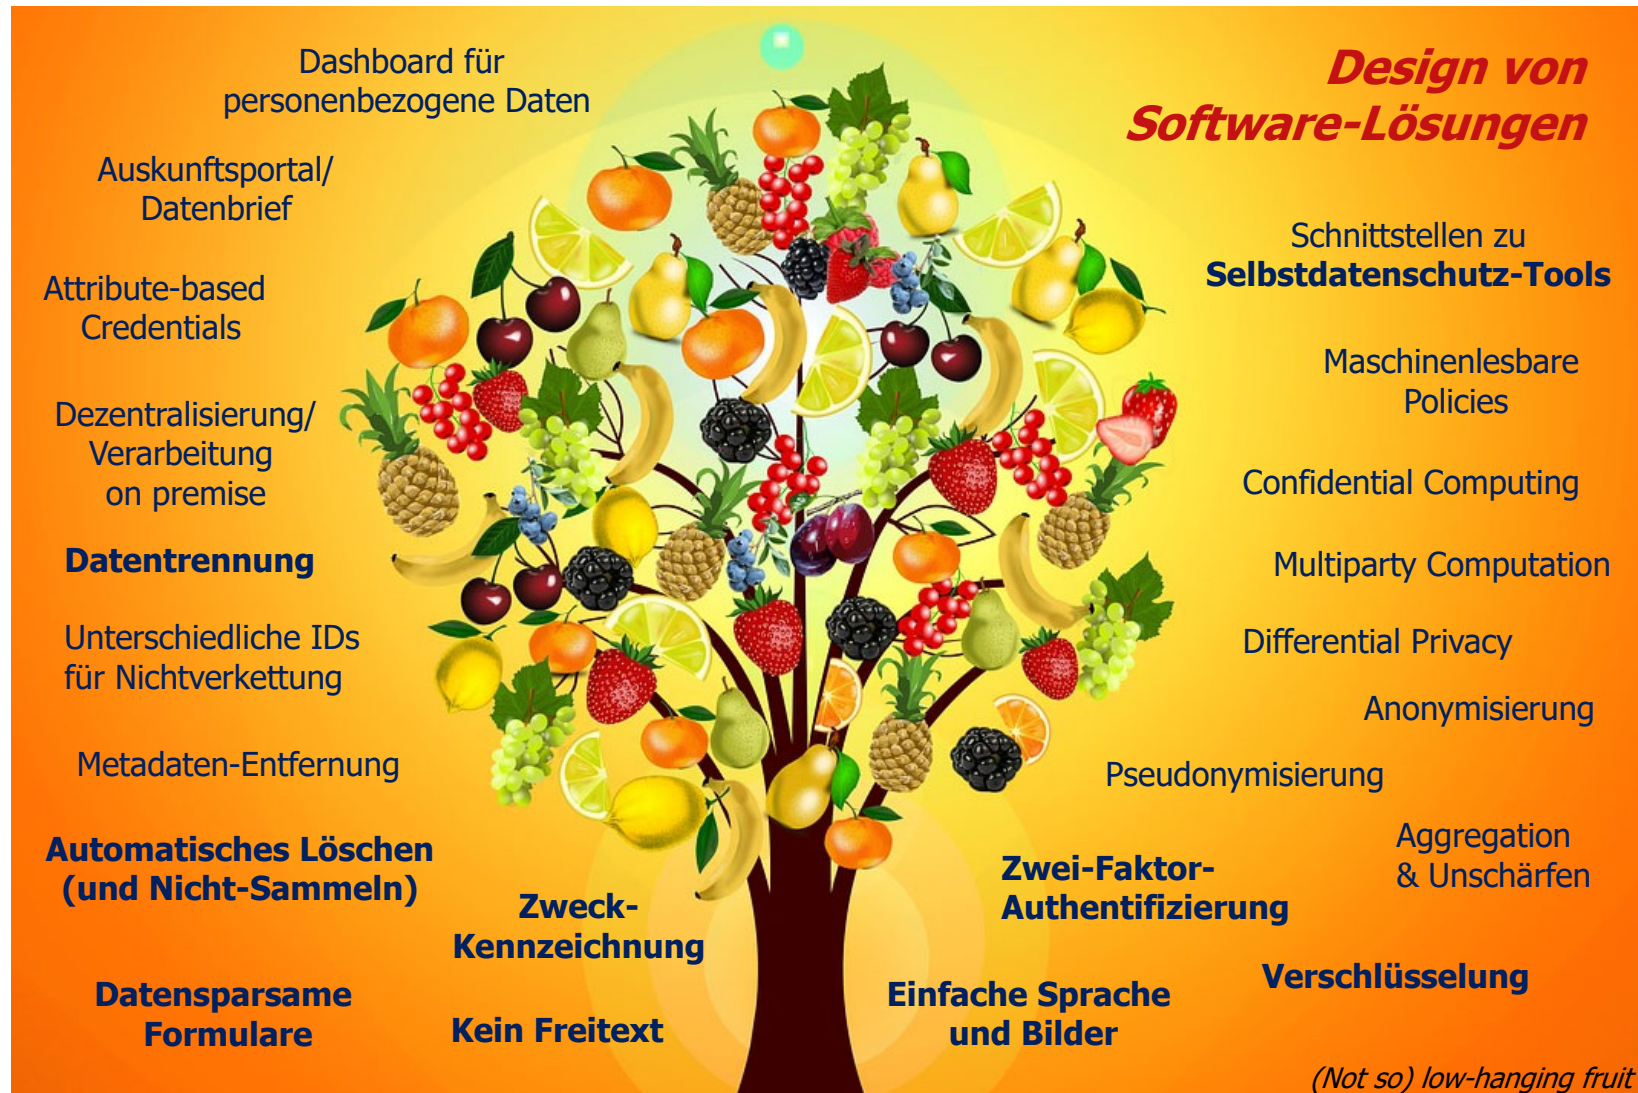 Design von
Software-Lösungen
Dashboard für
personenbezogene Daten
Auskunftsportal/
Datenbrief
Attribute-based
Credentials
Dezentralisierung/
Verarbeitung
on premise
Datentrennung
Unterschiedliche IDs
für Nichtverkettung
Metadaten-Entfernung
Automatisches Löschen
(und Nicht-Sammeln)
Datensparsame
Formulare
Zweck-
Kennzeichnung
Kein Freitext
Schnittstellen zu
Selbstdatenschutz-Tools
Maschinenlesbare
Policies
Confidential Computing
Multiparty Computation
Differential Privacy
Anonymisierung
Pseudonymisierung
Aggregation
& Unschärfen
Zwei-Faktor-
Authentifizierung
Verschlüsselung
Einfache Sprache
und Bilder
(Not so) low-hanging fruit